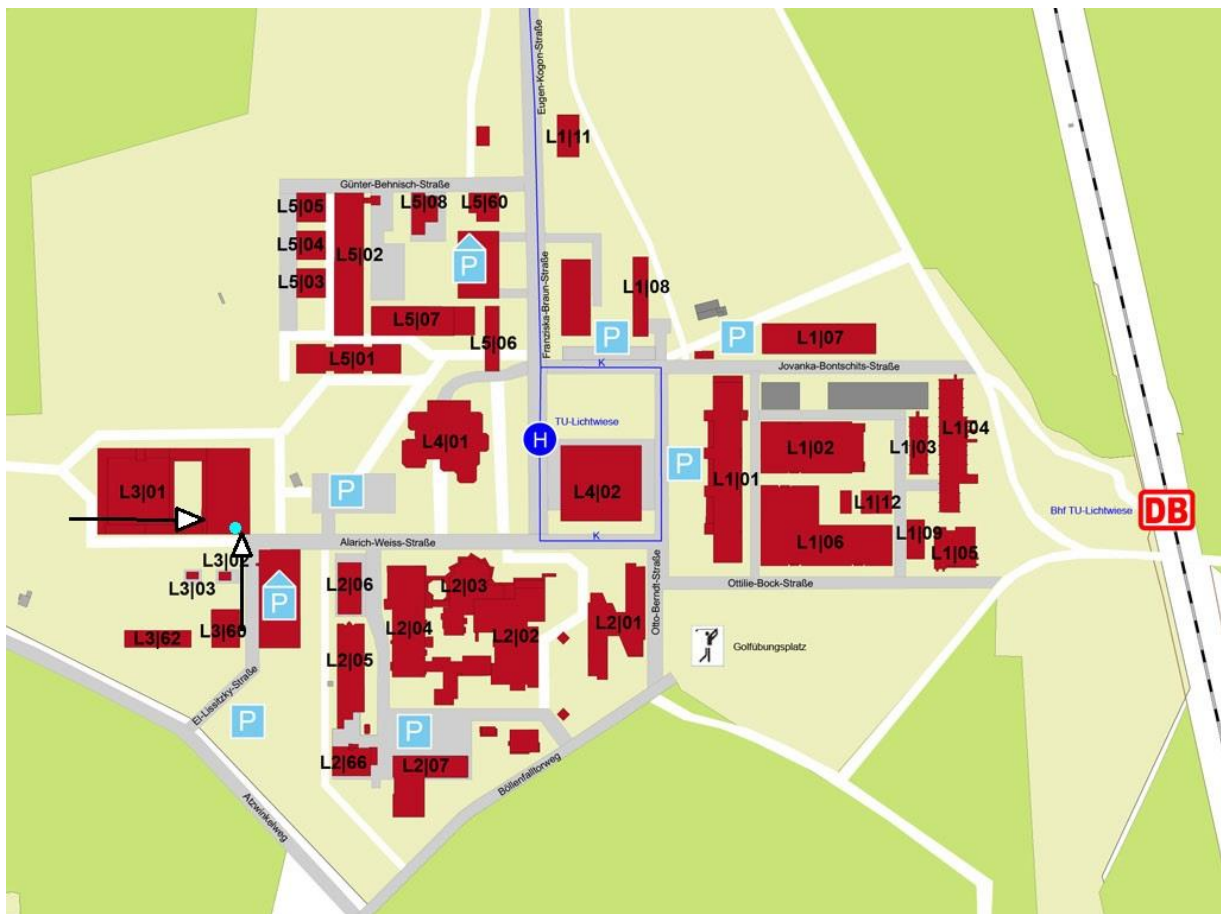 Eugen-Kogon-Straße
L1|11
Günter-Behnisch-Straße
L5|05
L5|08
L5|60
L5|04
L5|02
P
L5|03
L1|08
Franziska-Braun-Straße
L5|07
L5|06
P
P
L1|07
L5|01
K
Jovanka-Bontschits-Straße
TU-Lichtwiese
H
L4|01
L1|02
L1|03
L1|04
P
L1|01
L3|01
P
L4|02
L1|12
Bhf TU-Lichtwiese
DB
K
Alarich-Weiss-Straße
L1|06
L1|09
L1|05
L3|02
L3|03
P
L2|06
L2|03
Ottilie-Bock-Straße
Otto-Berndt-Straße
L3|62
L3|60
L2|04
L2|02
L2|01
Golfübungsplatz
L2|05
El-Lissitzky-Straße
P
P
L2|66
L2|07
Böllenfalltorweg
Atzwinkelweg